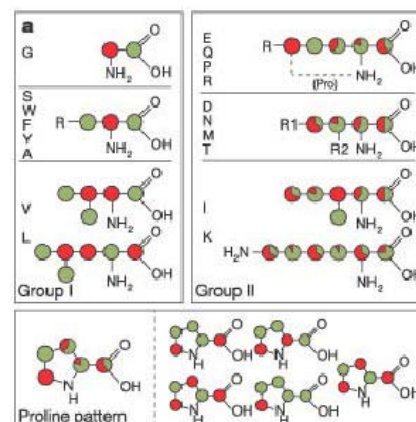 a
G
NH₂
O
OH
S
W
F
Y
A
R
NH₂
O
OH
V
NH₂
O
OH
L
NH₂
O
OH
Group I
E
Q
P
R
R
(Pro)
NH₂
O
OH
D
N
M
T
R1
R2
NH₂
O
OH
I
NH₂
O
OH
K
H₂N
NH₂
O
OH
Group II
N
H
O
OH
Proline pattern
N
H
O
OH
N
H
O
OH
N
H
O
OH
N
H
O
OH
N
H
O
OH